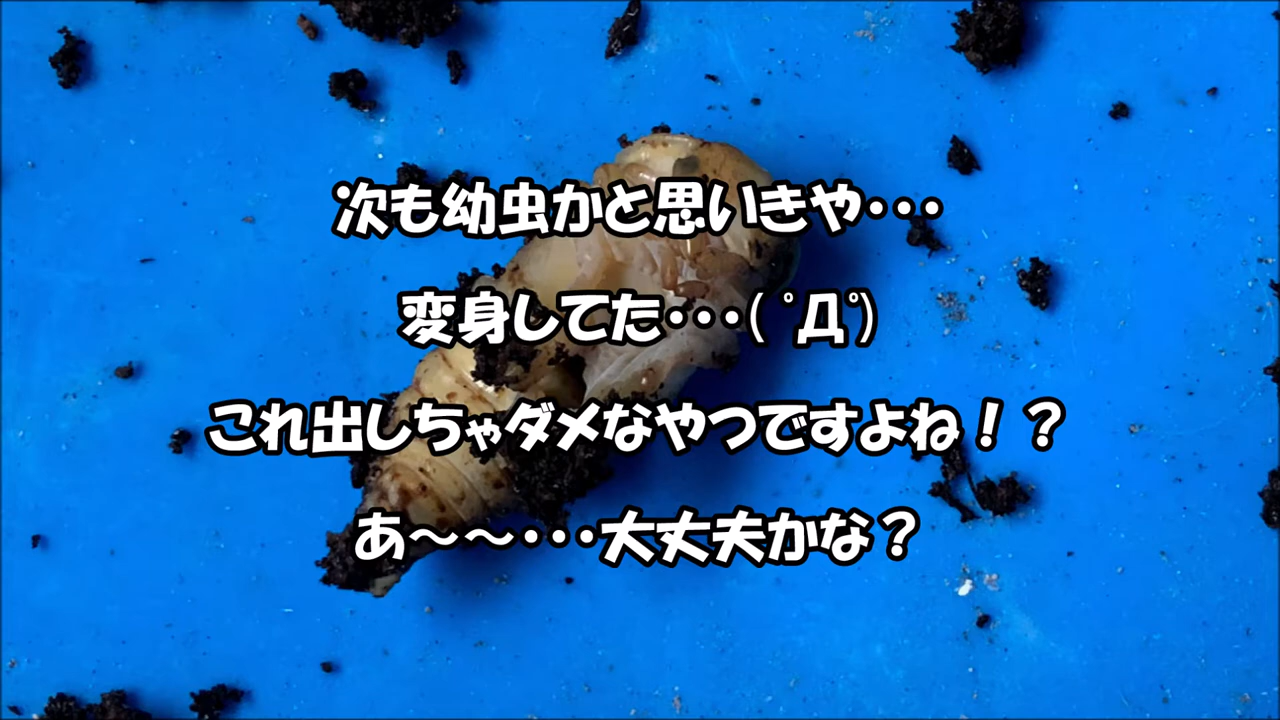 次も幼虫かと思いきや・・・
変身してた・・・( ﾟДﾟ)
これ出しちゃダメなやつですよね！？
あ～～・・・大丈夫かな？